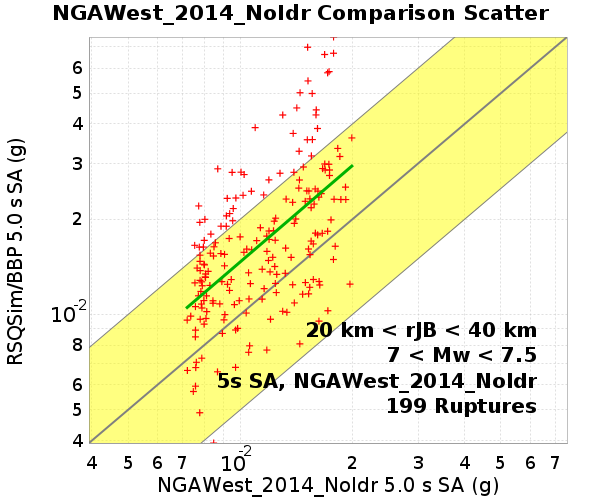 NGAWest_2014_NoIdr Comparison Scatter
RSQSim/BBP 5.0 s SA (g)
6
5
4
3
2
10-2
8
6
5
4
20 km < rJB < 40 km
7 < Mw < 7.5
5s SA, NGAWest_2014_NoIdr
199 Ruptures
4 5 6 7 10-2 2 3 4 5 6 7
NGAWest_2014_NoIdr 5.0 s SA (g)